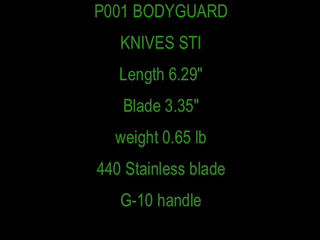 P001 BODYGUARD
KNIVES STI
Length 6.29"
Blade 3.35"
weight 0.65 lb
440 Stainless blade
G-10 handle